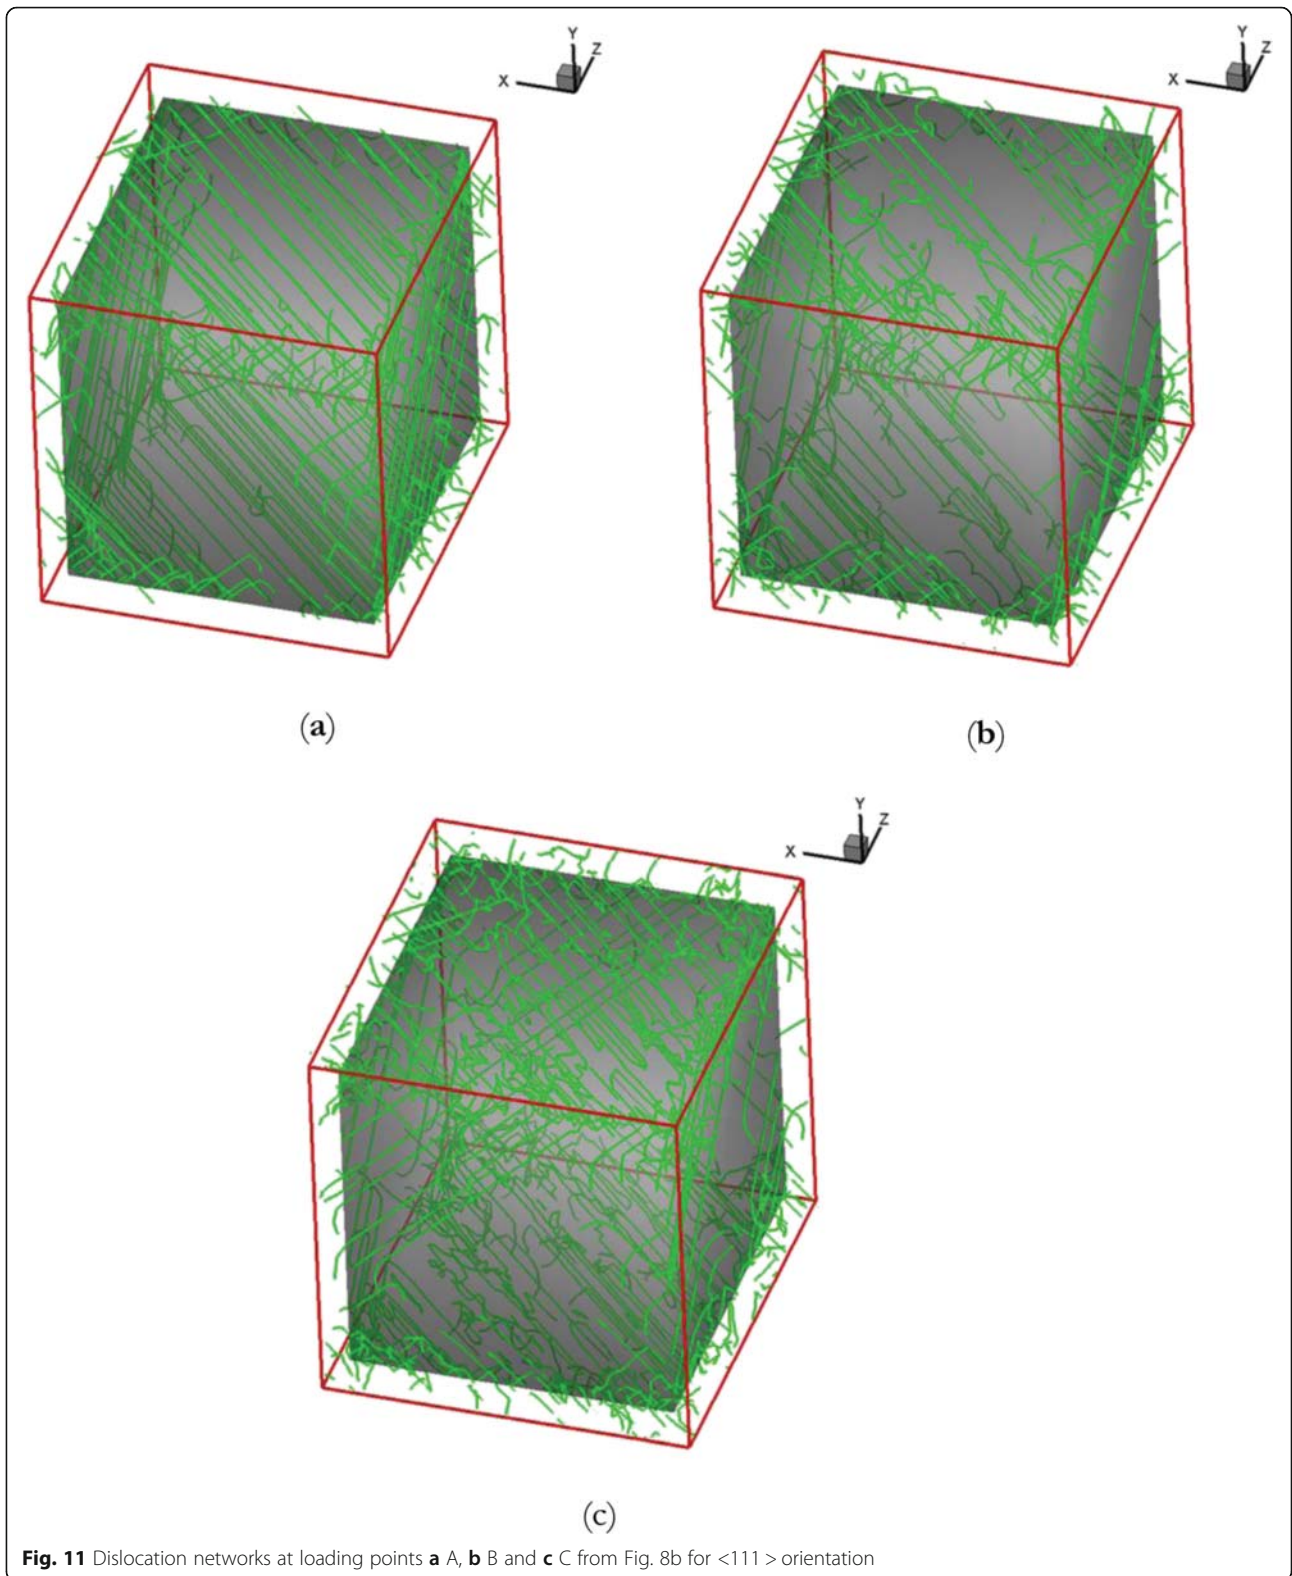 Y
Z
X
Y
Z
X
(a)
(b)
Y
Z
X
(c)
Fig. 11 Dislocation networks at loading points a A, b B and c C from Fig. 8b for <111 > orientation